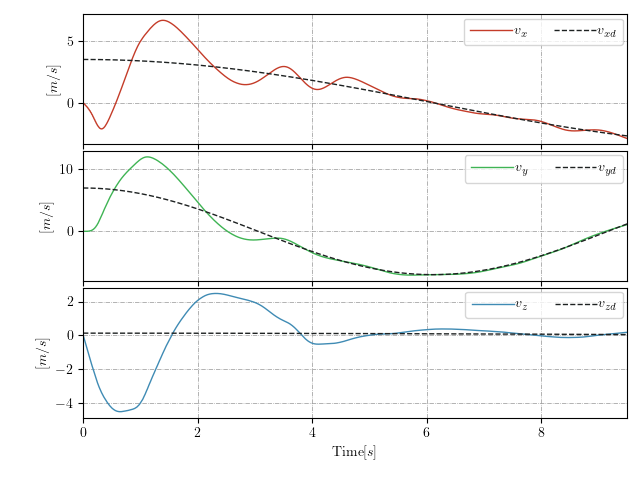 v_x v_xd
5
0
[m/s]
v_y v_yd
10
0
[m/s]
v_z v_zd
2
0
−2
−4
[m/s]
0 2 4 6 8
Time[s]